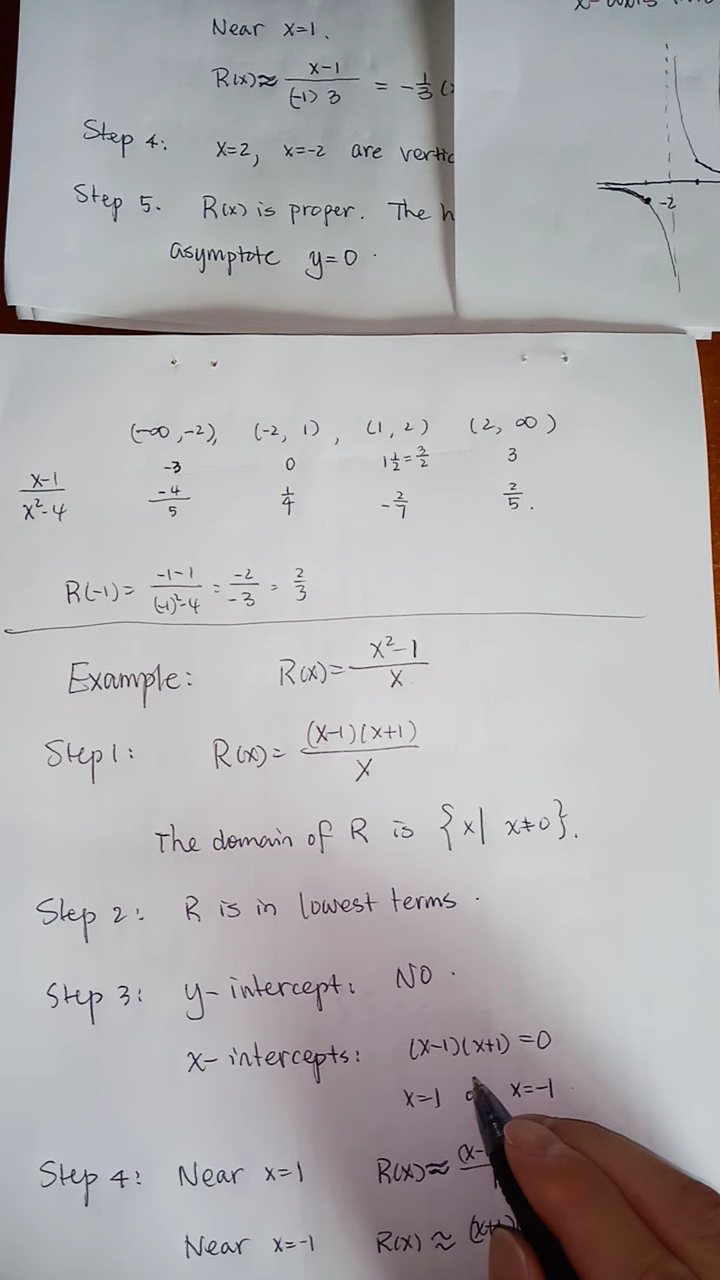 Near x=1.
R(x)≈ (x-1)/((-1)3) = -1/3 (
Step 4: x=2, x=-2 are vertic
Step 5. R(x) is proper. The h
asymptote y=0.
x-axis
-2
(-∞,-2), (-2, 1), (1, 2) (2, ∞)
-3 0 1 1/2 = 3/2 3
(x-1)/(x²-4) -4/5 1/4 -2/7 2/5.
R(-1) = (-1-1)/((-1)²-4) = -2/-3 = 2/3
Example: R(x) = (x²-1)/x
Step 1: R(x) = (x-1)(x+1)/x
The domain of R is {x| x≠0}.
Step 2: R is in lowest terms.
Step 3: y-intercept: NO.
x-intercepts: (x-1)(x+1)=0
x=1 x=-1
Step 4: Near x=1 R(x)≈ (x-
Near x=-1 R(x) ≈ (x+